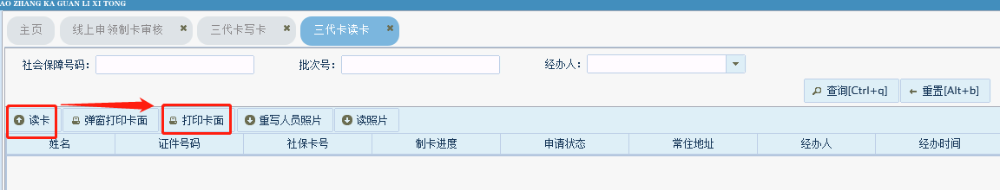 AO ZHANG KA GUAN LI XI TONG
主页 线上申领制卡审核 三代卡写卡 三代卡读卡
社会保障号码： 批次号： 经办人：
查询[Ctrl+q] 重置[Alt+b]
读卡 弹窗打印卡面 打印卡面 重写人员照片 读照片
姓名 证件号码 社保卡号 制卡进度 申请状态 常住地址 经办人 经办时间